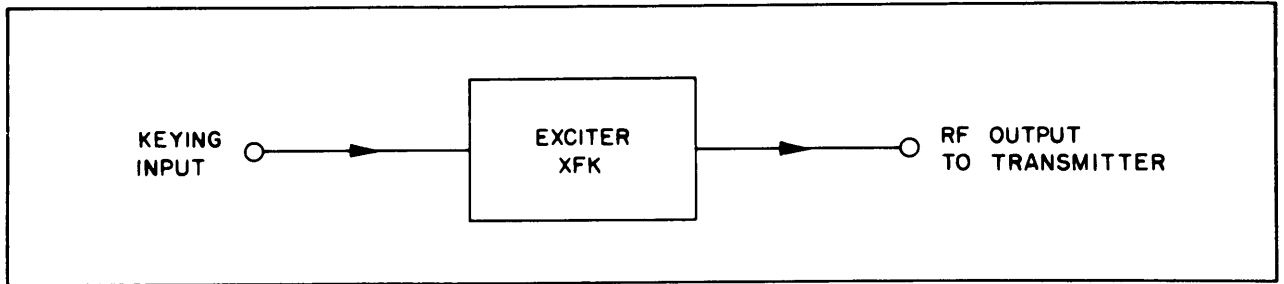 KEYING
INPUT
EXCITER
XFK
RF OUTPUT
TO TRANSMITTER